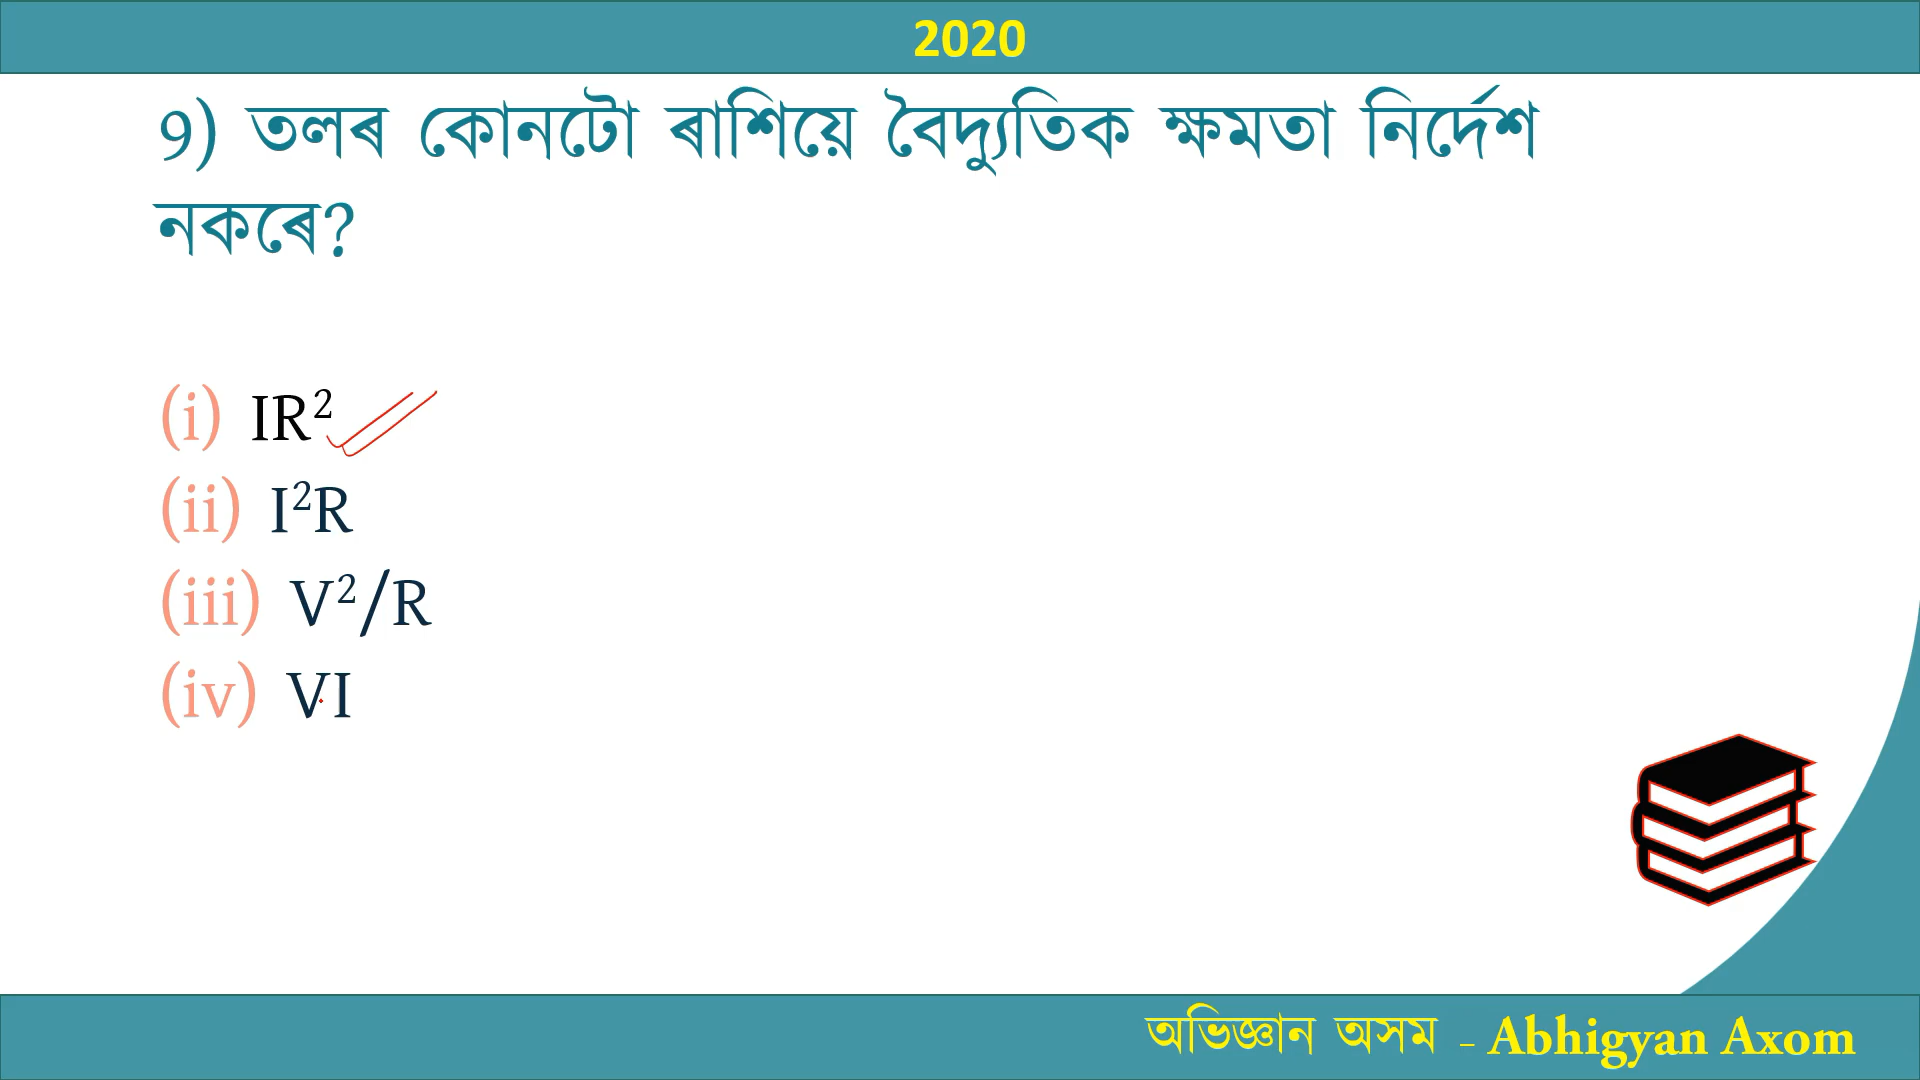 2020
9) তলৰ কোনটো ৰাশিয়ে বৈদ্যুতিক ক্ষমতা নিৰ্দেশ
নকৰে?
(i) IR²
(ii) I²R
(iii) V²/R
(iv) VI
অভিজ্ঞান অসম – Abhigyan Axom